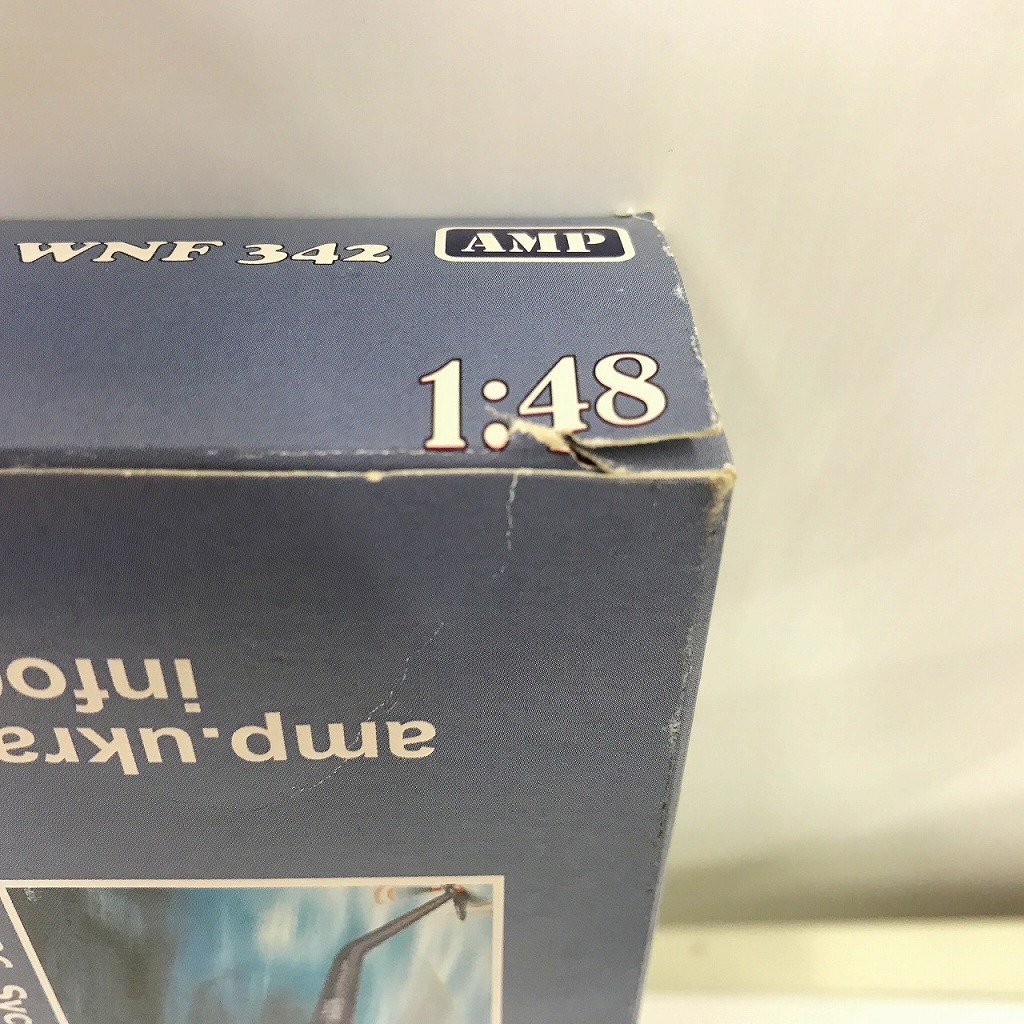 WNF 342 AMP
1:48
info
amp.ukra